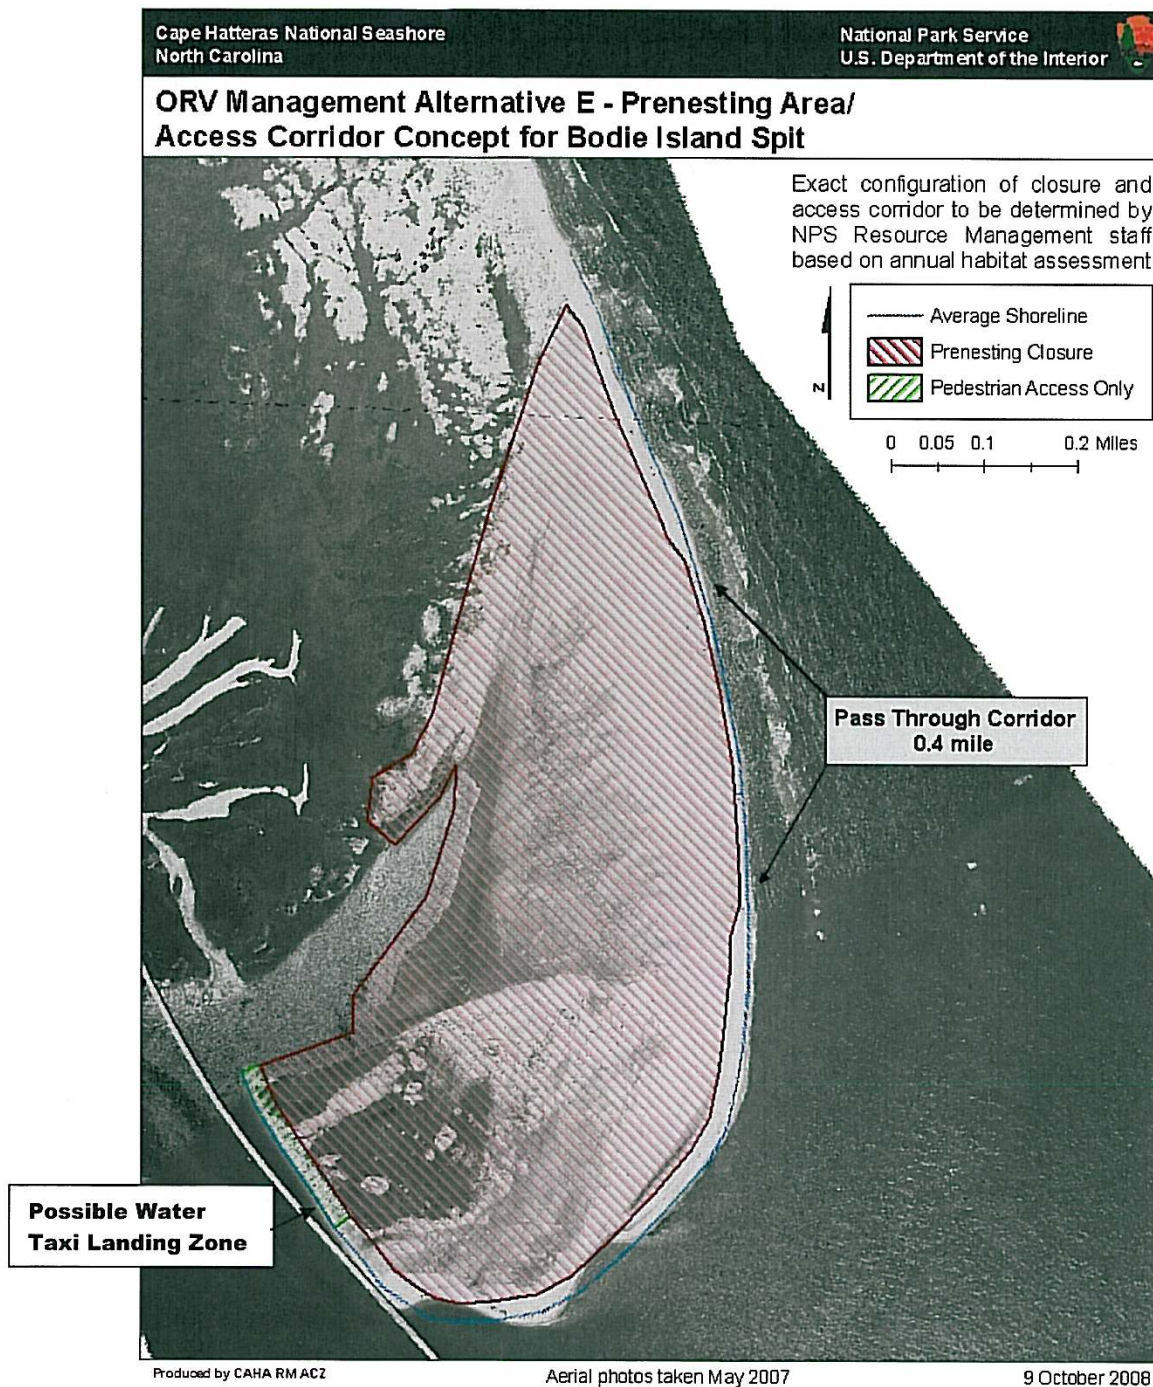 Cape Hatteras National Seashore
North Carolina
National Park Service
U.S. Department of the Interior
ORV Management Alternative E - Prenesting Area/
Access Corridor Concept for Bodie Island Spit
Exact configuration of closure and
access corridor to be determined by
NPS Resource Management staff
based on annual habitat assessment
N
Average Shoreline
Prenesting Closure
Pedestrian Access Only
0 0.05 0.1 0.2 Miles
Pass Through Corridor
0.4 mile
Possible Water
Taxi Landing Zone
Produced by CAHA RM ACZ
Aerial photos taken May 2007
9 October 2008